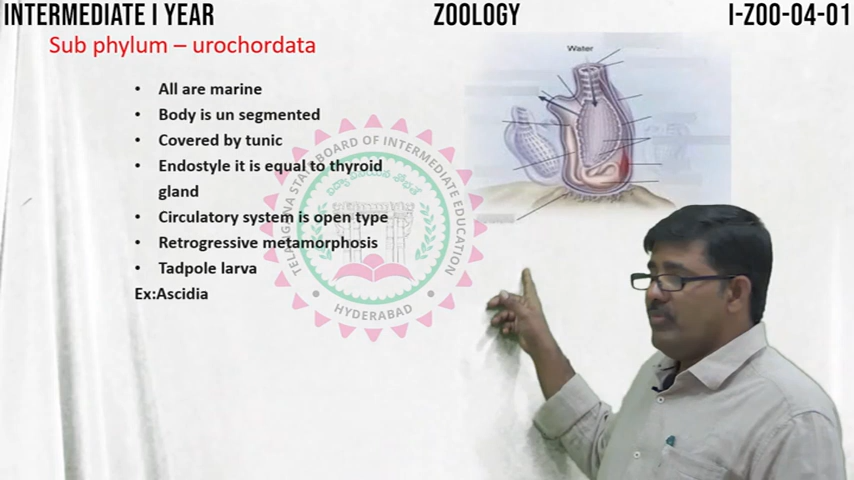 INTERMEDIATE I YEAR
ZOOLOGY
I-ZOO-04-01
Sub phylum – urochordata
Water
• All are marine
• Body is un segmented
• Covered by tunic
• Endostyle it is equal to thyroid
gland
• Circulatory system is open type
• Retrogressive metamorphosis
• Tadpole larva
Ex:Ascidia
TELANGANA STATE BOARD OF INTERMEDIATE EDUCATION
HYDERABAD